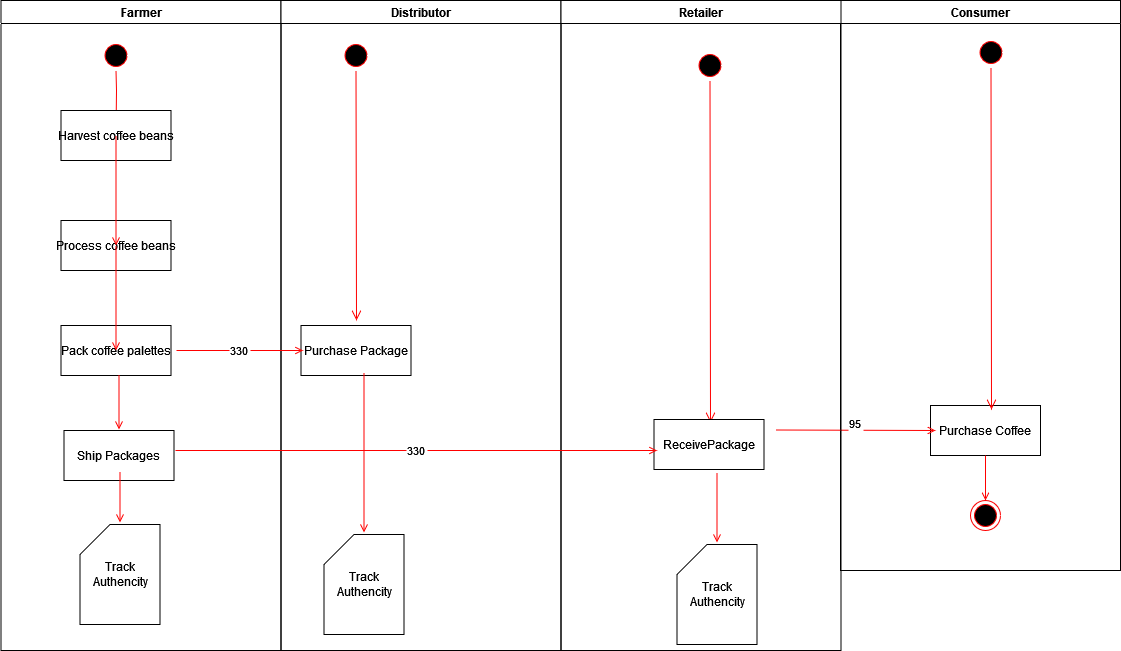 Farmer
Distributor
Retailer
Consumer
Harvest coffee beans
Process coffee beans
Pack coffee palettes
330
Purchase Package
Ship Packages
330
ReceivePackage
95
Purchase Coffee
Track
Authencity
Track
Authencity
Track
Authencity